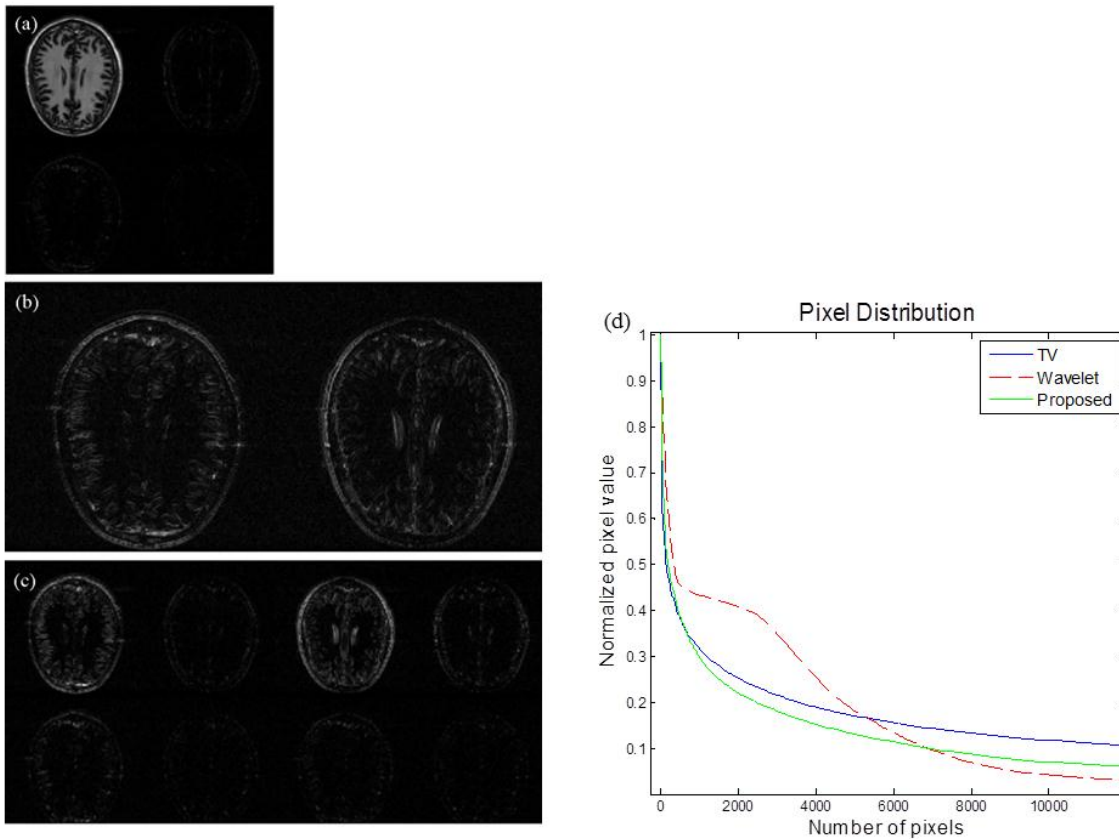 (a)
(b)
(c)
(d)
Pixel Distribution
TV
Wavelet
Proposed
1
0.9
0.8
0.7
0.6
0.5
0.4
0.3
0.2
0.1
Normalized pixel value
0 2000 4000 6000 8000 10000
Number of pixels